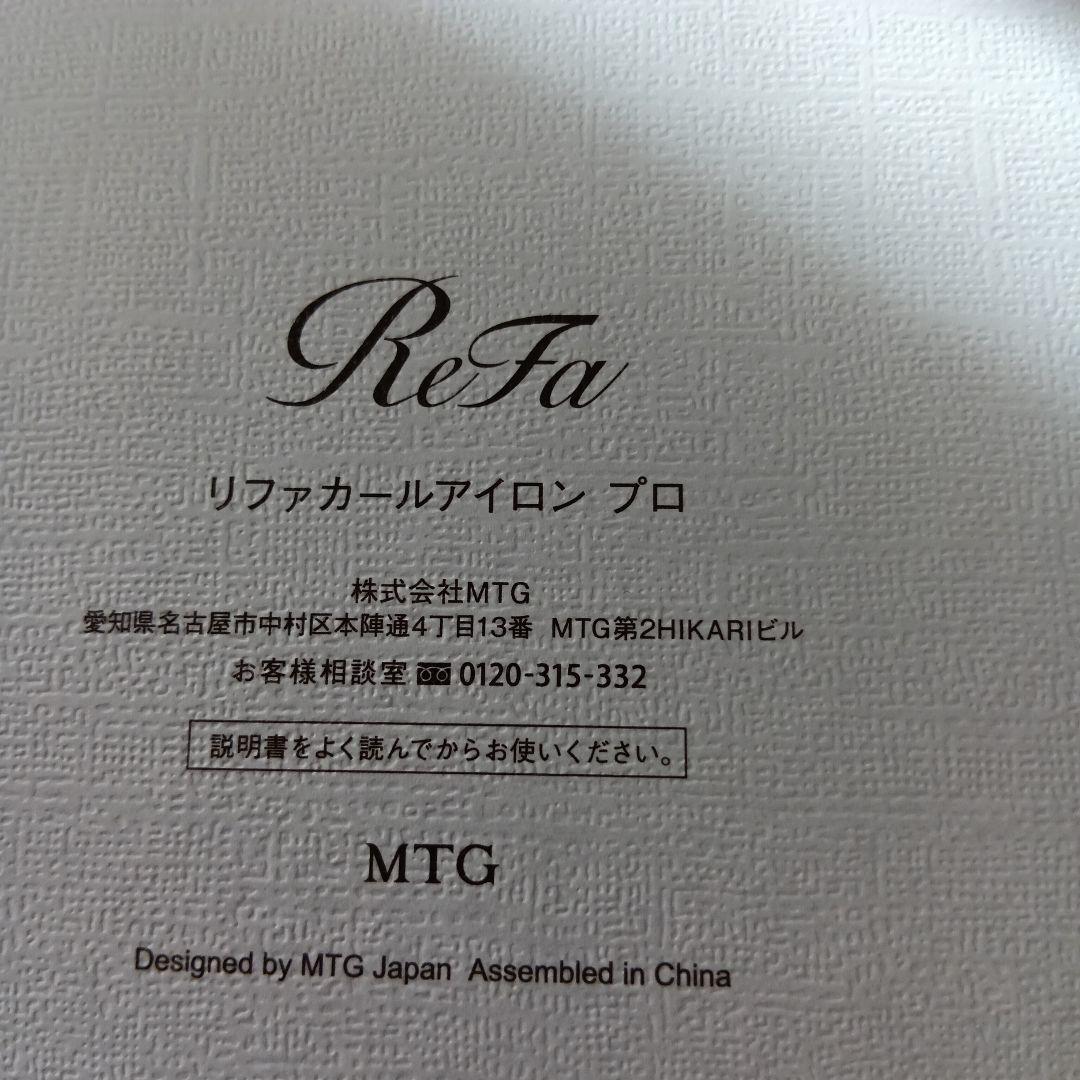 ReFa
リファカールアイロン プロ
株式会社MTG
愛知県名古屋市中村区本陣通4丁目13番 MTG第2HIKARIビル
お客様相談室 0120-315-332
説明書をよく読んでからお使いください。
MTG
Designed by MTG Japan Assembled in China